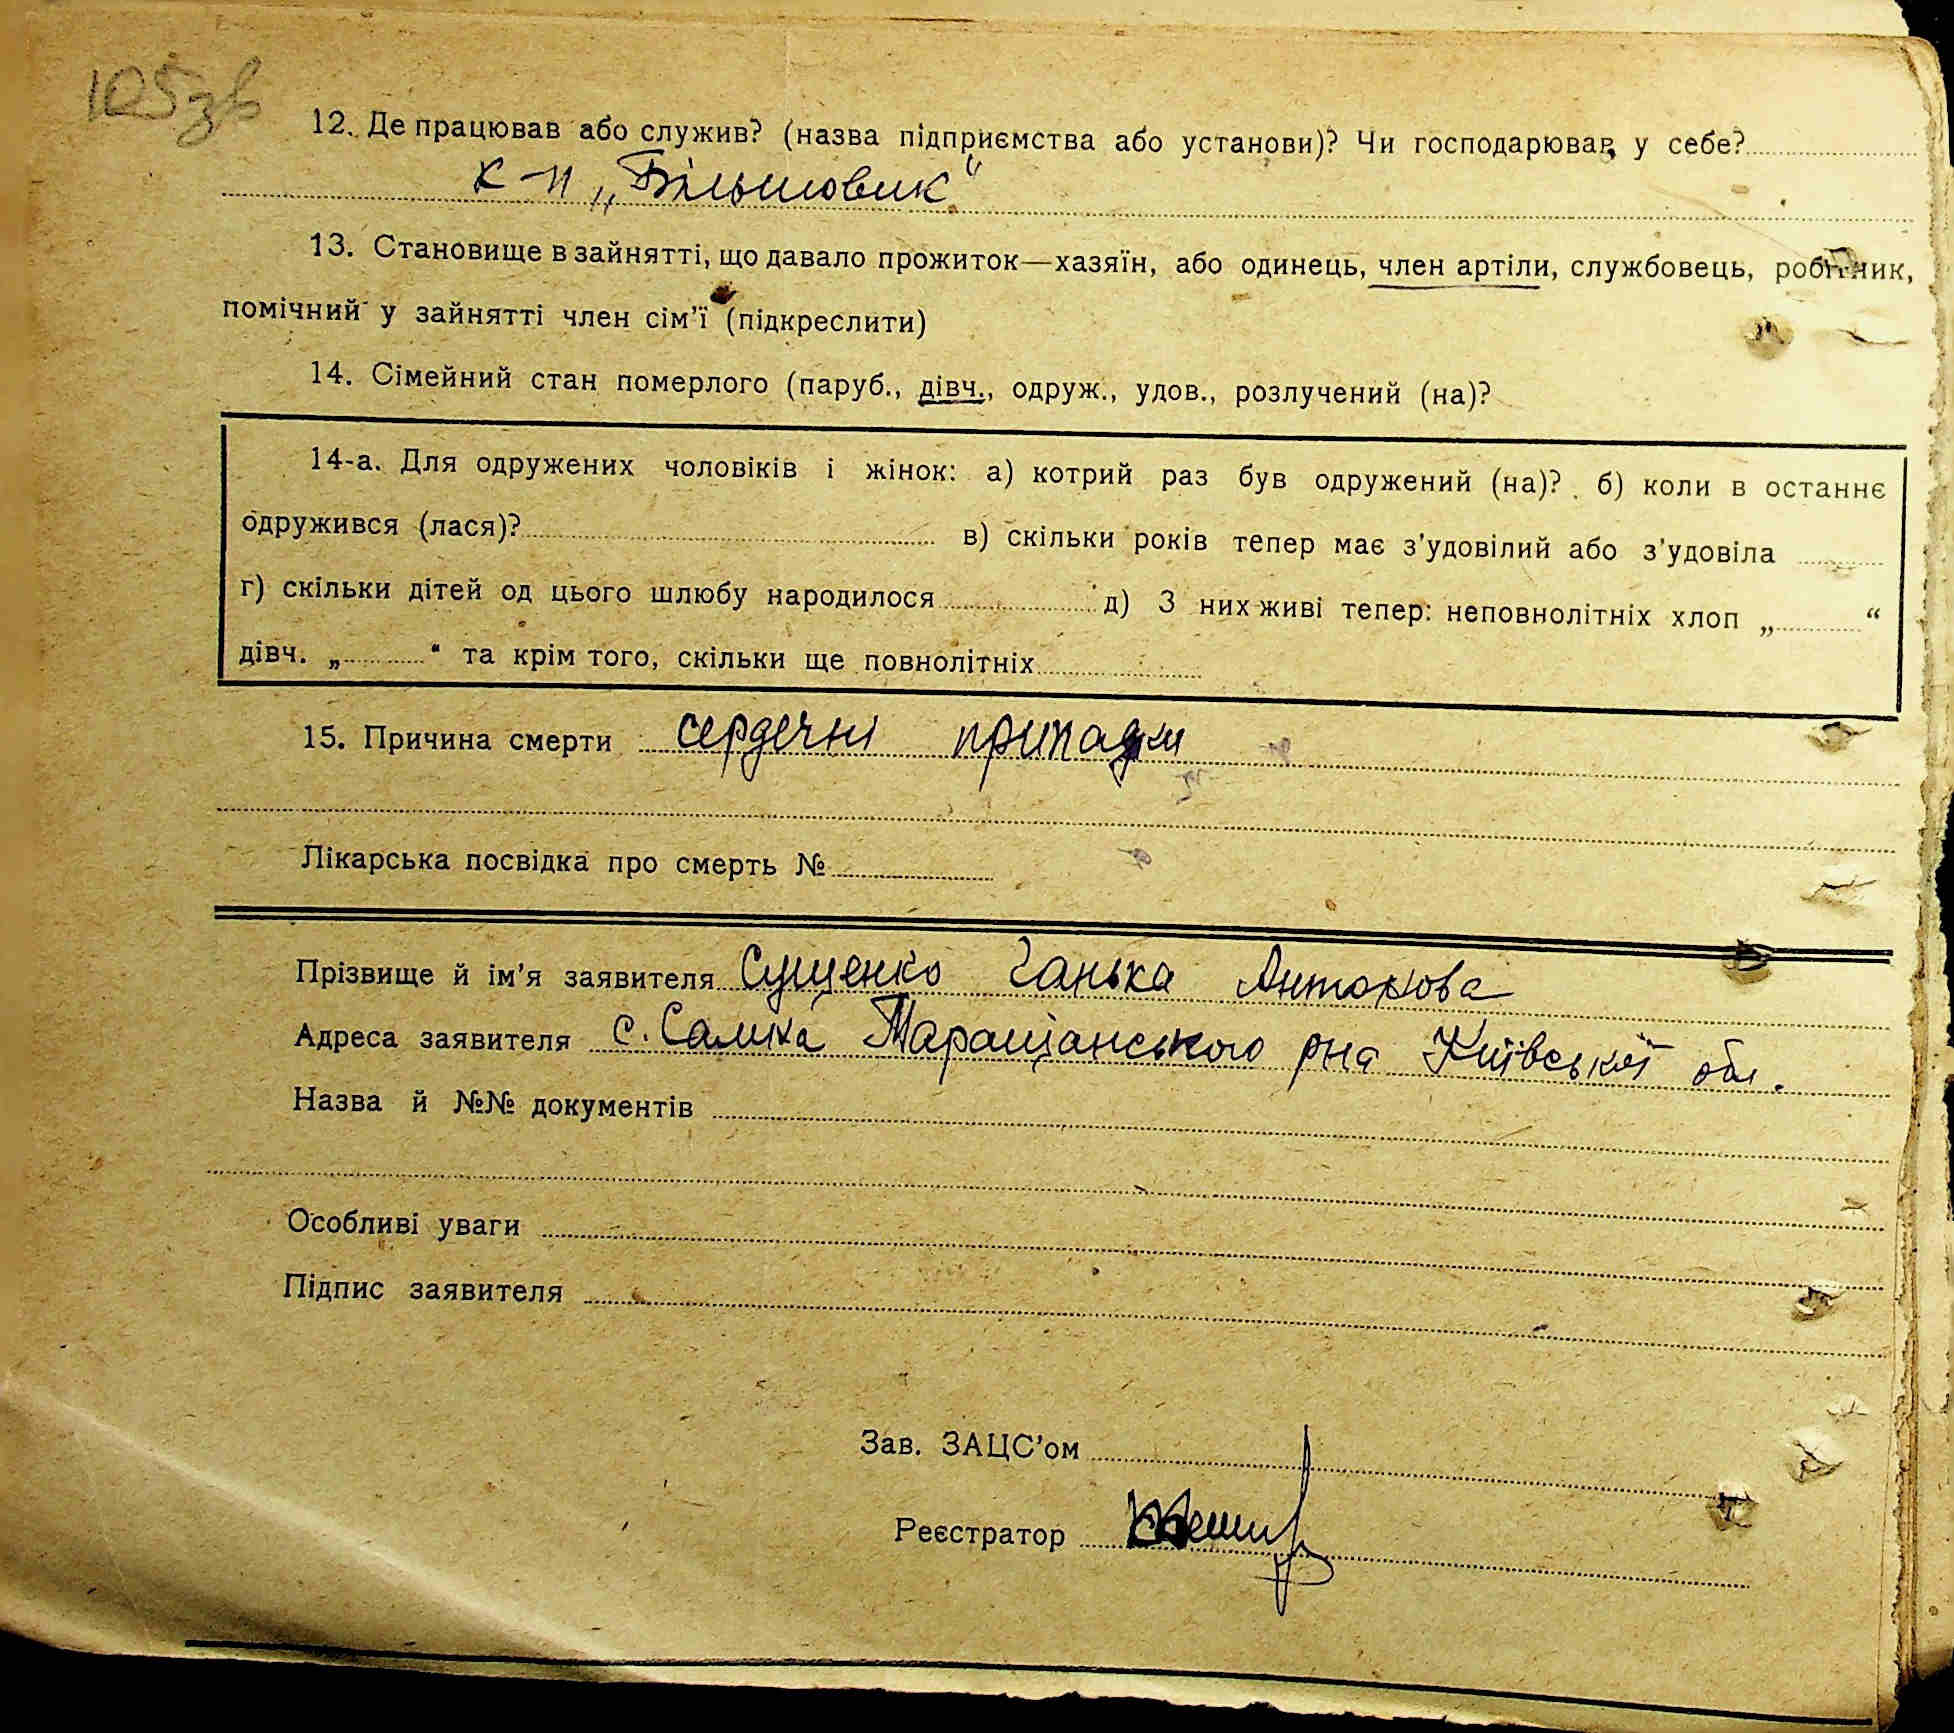 105зв
12. Де працював або служив? (назва підприємства або установи)? Чи господарював у себе?
к-п „Більшовик“
13. Становище в зайнятті, що давало прожиток—хазяїн, або одинець, член артіли, службовець, робітник,
помічний у зайнятті член сім'ї (підкреслити)
14. Сімейний стан померлого (паруб., дівч., одруж., удов., розлучений (на)?
14-а. Для одружених чоловіків і жінок: а) котрий раз був одружений (на)? б) коли в останнє
одружився (лася)? в) скільки років тепер має з'удовілий або з'удовіла
г) скільки дітей од цього шлюбу народилося д) З них живі тепер: неповнолітніх хлоп „ “
дівч. „ “ та крім того, скільки ще повнолітніх
15. Причина смерти сердечні припадки
Лікарська посвідка про смерть №
Прізвище й ім'я заявителя Сущенко Ганька Антонова
Адреса заявителя с. Таращанського рна Київської обл.
Назва й №№ документів
Особливі уваги
Підпис заявителя
Зав. ЗАЦС'ом
Реєстратор